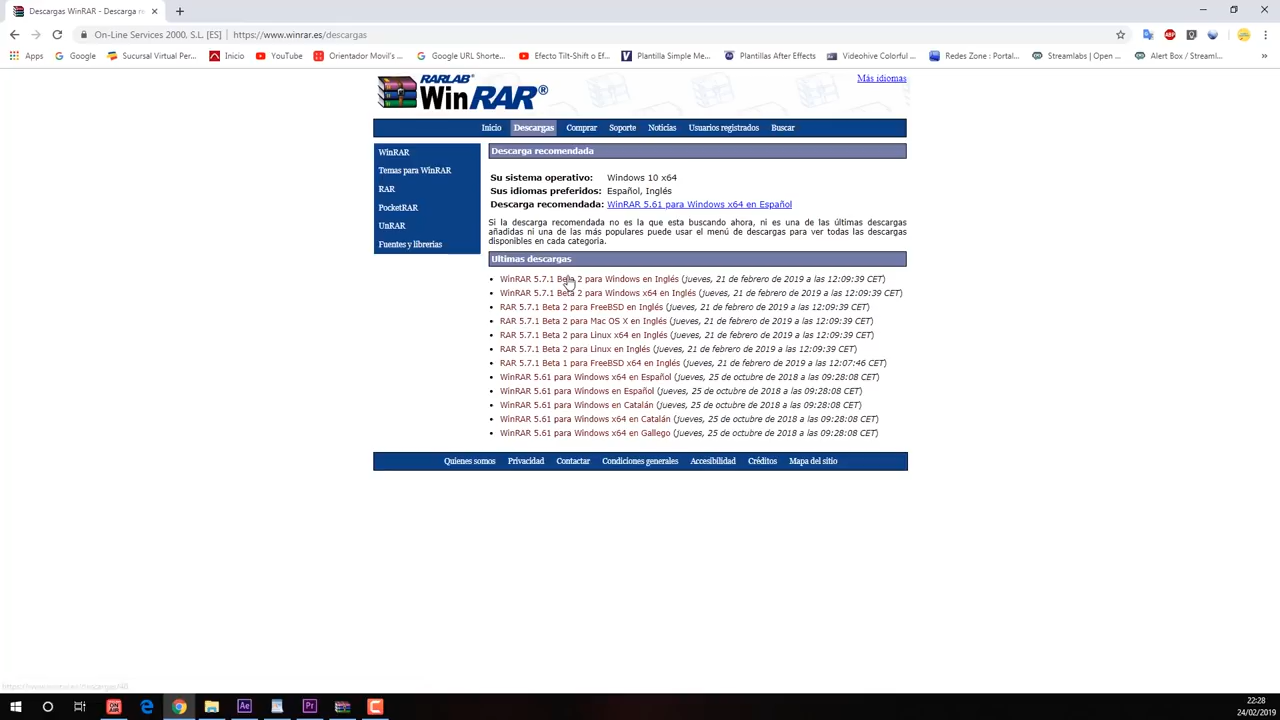 Descargas WinRAR - Descarga r
On-Line Services 2000, S.L. [ES] | https://www.winrar.es/descargas
Apps Google Sucursal Virtual Per... Inicio YouTube Orientador Movil's... Google URL Shorte... Efecto Tilt-Shift o Ef... Plantilla Simple Me... Plantillas After Effects Videohive Colorful ... Redes Zone : Portal... Streamlabs | Open ... Alert Box / Streaml... »
RARLAB®
WinRAR®
Más idiomas
Inicio Descargas Comprar Soporte Noticias Usuarios registrados Buscar
WinRAR
Temas para WinRAR
RAR
PocketRAR
UnRAR
Fuentes y librerías
Descarga recomendada
Su sistema operativo: Windows 10 x64
Sus idiomas preferidos: Español, Inglés
Descarga recomendada: WinRAR 5.61 para Windows x64 en Español
Si la descarga recomendada no es la que esta buscando ahora, ni es una de las últimas descargas
añadidas ni una de las más populares puede usar el menú de descargas para ver todas las descargas
disponibles en cada categoria.
Ultimas descargas
• WinRAR 5.7.1 Beta 2 para Windows en Inglés (jueves, 21 de febrero de 2019 a las 12:09:39 CET)
• WinRAR 5.7.1 Beta 2 para Windows x64 en Inglés (jueves, 21 de febrero de 2019 a las 12:09:39 CET)
• RAR 5.7.1 Beta 2 para FreeBSD en Inglés (jueves, 21 de febrero de 2019 a las 12:09:39 CET)
• RAR 5.7.1 Beta 2 para Mac OS X en Inglés (jueves, 21 de febrero de 2019 a las 12:09:39 CET)
• RAR 5.7.1 Beta 2 para Linux x64 en Inglés (jueves, 21 de febrero de 2019 a las 12:09:39 CET)
• RAR 5.7.1 Beta 2 para Linux en Inglés (jueves, 21 de febrero de 2019 a las 12:09:39 CET)
• RAR 5.7.1 Beta 1 para FreeBSD x64 en Inglés (jueves, 21 de febrero de 2019 a las 12:07:46 CET)
• WinRAR 5.61 para Windows x64 en Español (jueves, 25 de octubre de 2018 a las 09:28:08 CET)
• WinRAR 5.61 para Windows en Español (jueves, 25 de octubre de 2018 a las 09:28:08 CET)
• WinRAR 5.61 para Windows en Catalán (jueves, 25 de octubre de 2018 a las 09:28:08 CET)
• WinRAR 5.61 para Windows x64 en Catalán (jueves, 25 de octubre de 2018 a las 09:28:08 CET)
• WinRAR 5.61 para Windows x64 en Gallego (jueves, 25 de octubre de 2018 a las 09:28:08 CET)
Quienes somos Privacidad Contactar Condiciones generales Accesibilidad Créditos Mapa del sitio
Ae Pr
22:28
24/02/2019